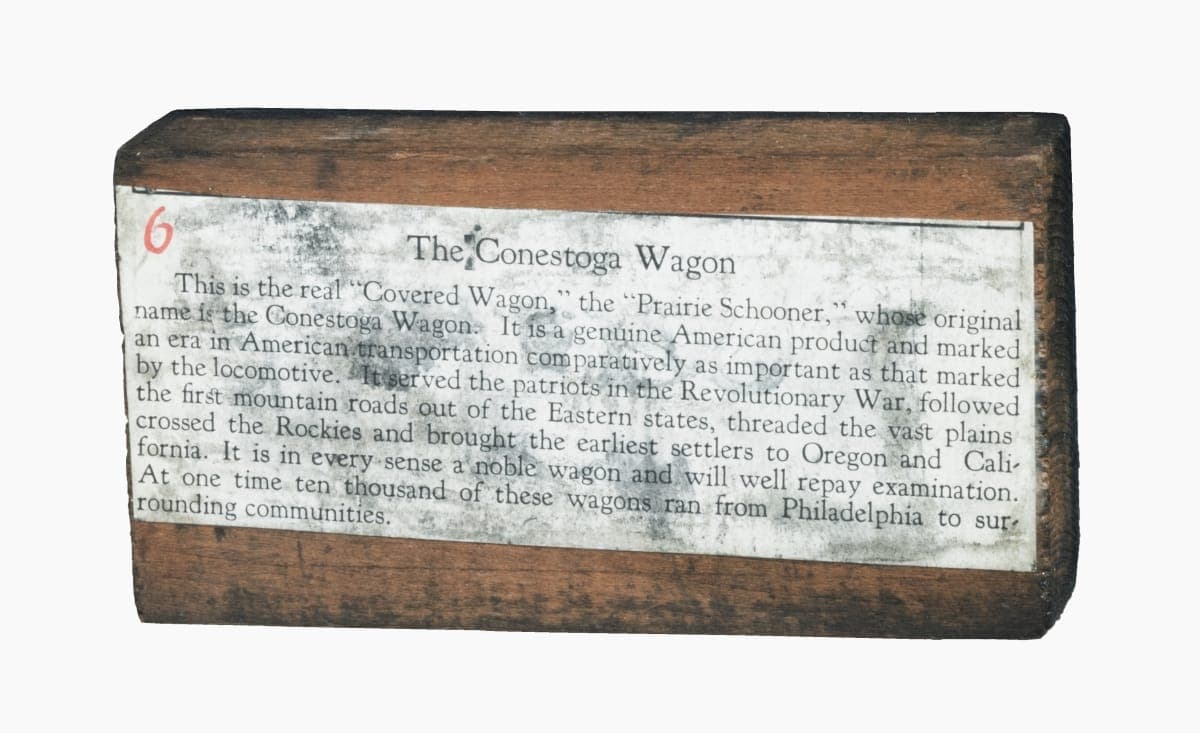 6
The Conestoga Wagon
This is the real “Covered Wagon,” the “Prairie Schooner,” whose original
name is the Conestoga Wagon. It is a genuine American product and marked
an era in American transportation comparatively as important as that marked
by the locomotive. It served the patriots in the Revolutionary War, followed
the first mountain roads out of the Eastern states, threaded the vast plains
crossed the Rockies and brought the earliest settlers to Oregon and Cali-
fornia. It is in every sense a noble wagon and will well repay examination.
At one time ten thousand of these wagons ran from Philadelphia to sur-
rounding communities.